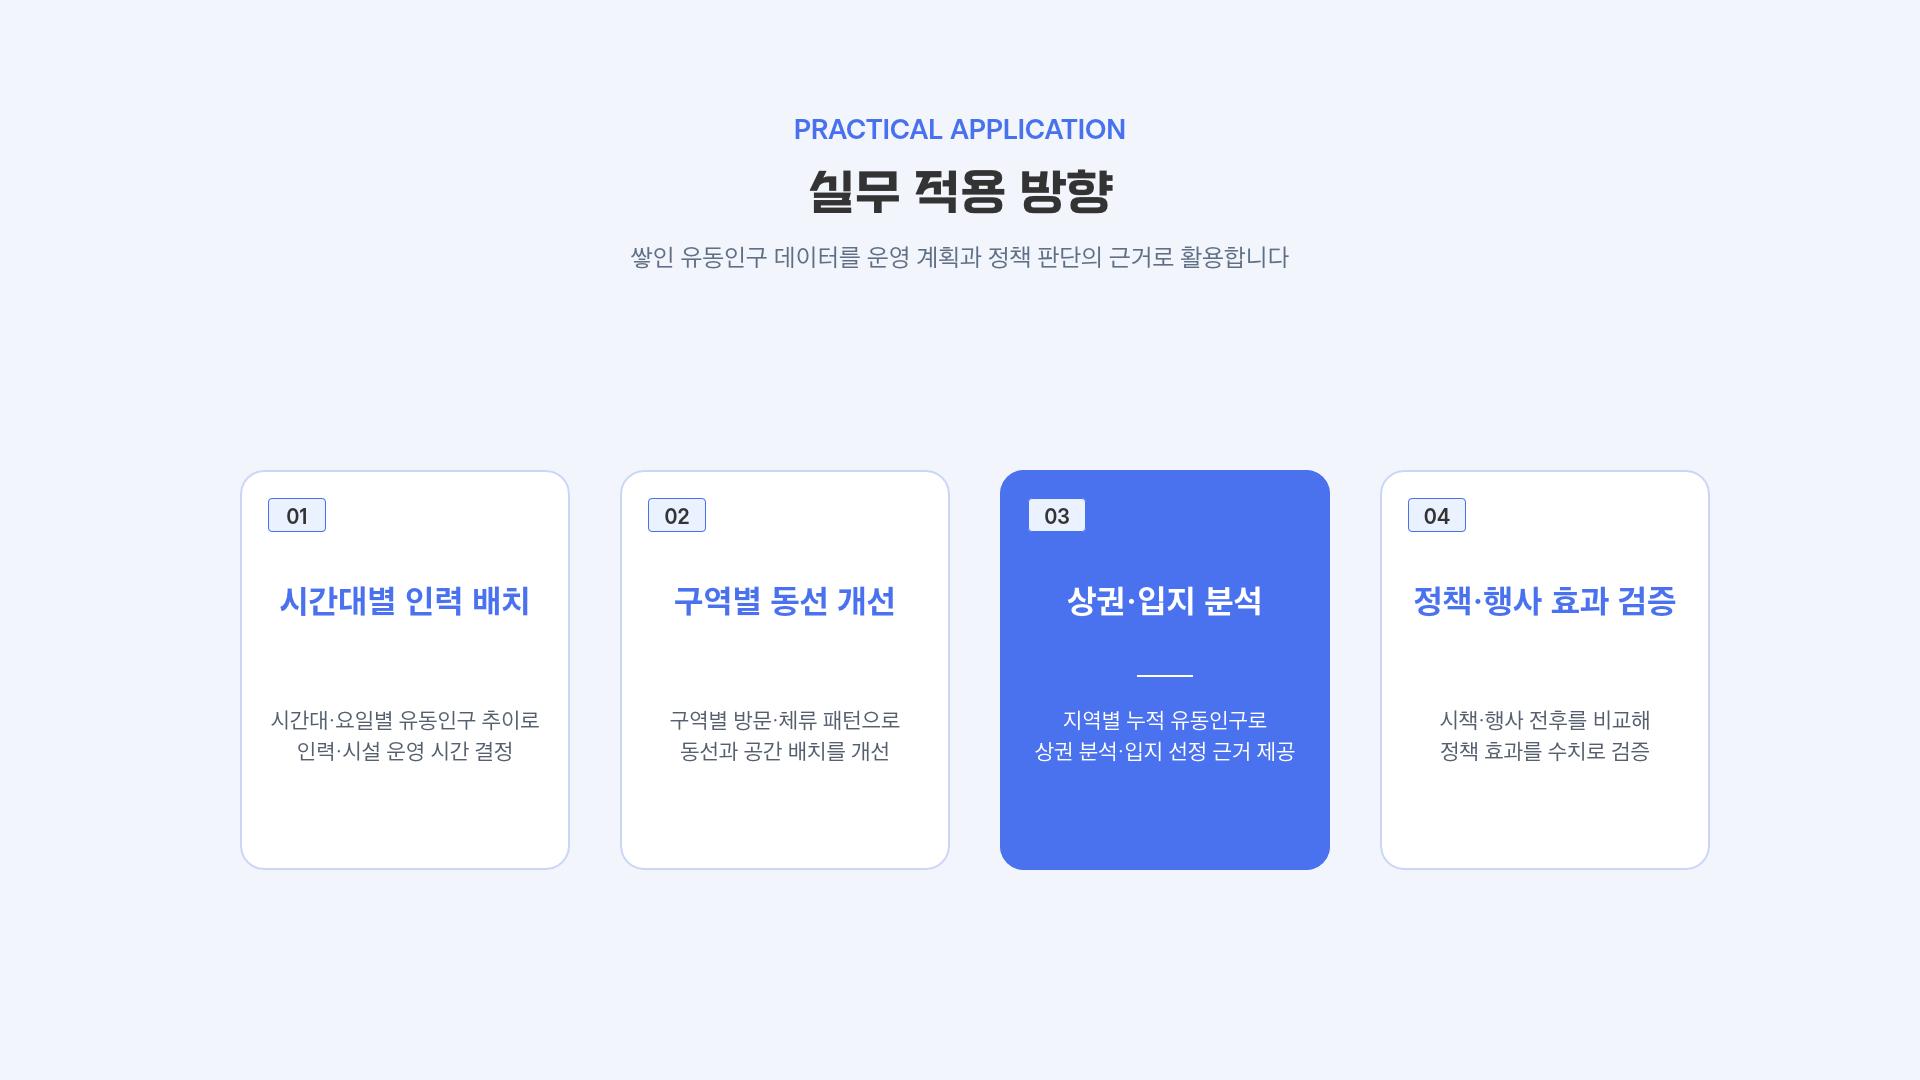 PRACTICAL APPLICATION
실무 적용 방향
쌓인 유동인구 데이터를 운영 계획과 정책 판단의 근거로 활용합니다
01
시간대별 인력 배치
시간대·요일별 유동인구 추이로
인력·시설 운영 시간 결정
02
구역별 동선 개선
구역별 방문·체류 패턴으로
동선과 공간 배치를 개선
03
상권·입지 분석
지역별 누적 유동인구로
상권 분석·입지 선정 근거 제공
04
정책·행사 효과 검증
시책·행사 전후를 비교해
정책 효과를 수치로 검증